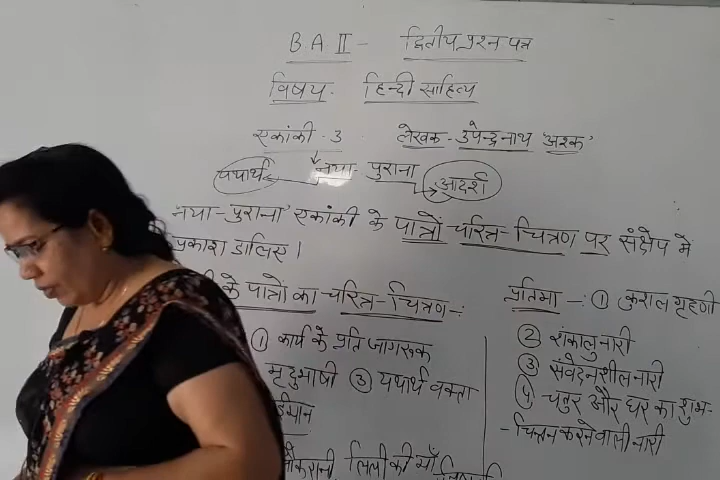 B A II - द्वितीय प्रश्न पत्र
विषय. हिन्दी साहित्य
एकांकी - 3 लेखक - उपेन्द्रनाथ 'अश्क'
यथार्थ नया - पुराना आदर्श
नया - पुराना' एकांकी के पात्रों चरित्र - चित्रण पर संक्षेप में
प्रकाश डालिए।
के पात्रो का चरित्र - चित्रण -:
① कार्य के प्रति जागरूक
मृदुभाषी ③ यथार्थ वक्ता
लिली की माँ
प्रतिमा -: ① कुशल गृहणी
② शंकालु नारी
③ संवेदनशील नारी
④ चतुर और घर का शुभ-
- चिन्तन करनेवाली नारी